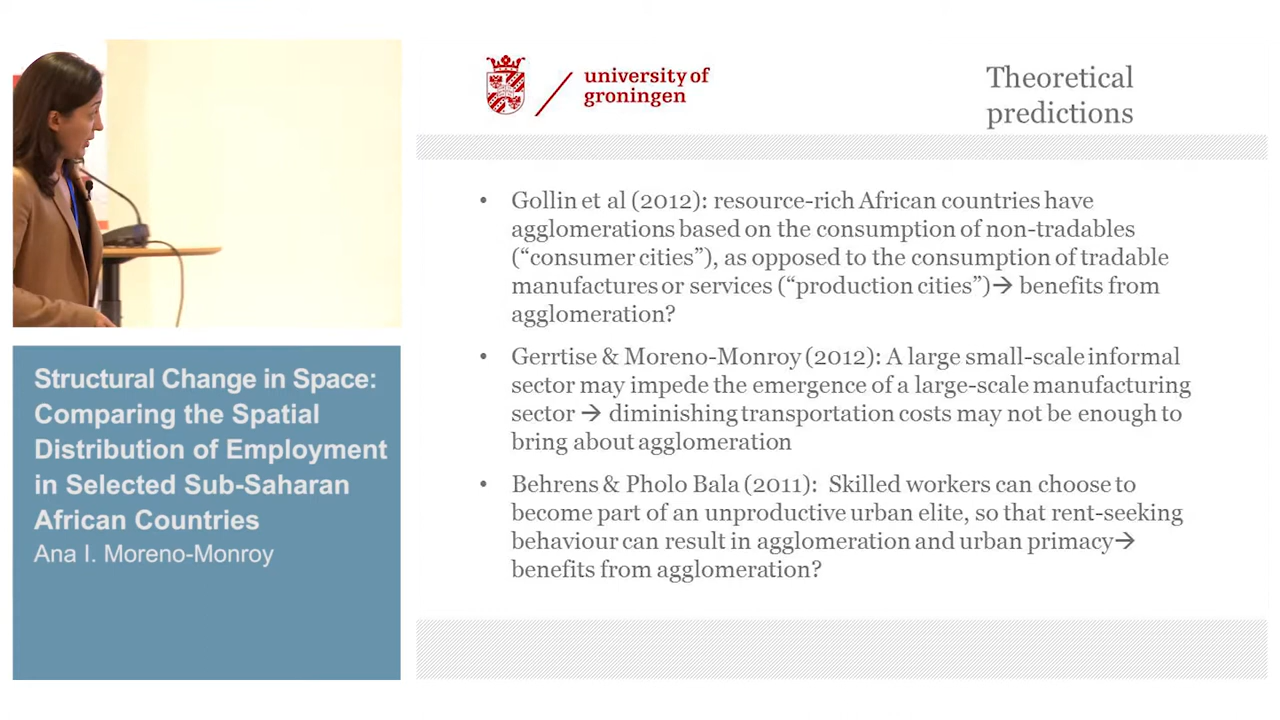 university of
groningen
Theoretical
predictions
• Gollin et al (2012): resource-rich African countries have
agglomerations based on the consumption of non-tradables
(“consumer cities”), as opposed to the consumption of tradable
manufactures or services (“production cities”)→ benefits from
agglomeration?
• Gerrtise & Moreno-Monroy (2012): A large small-scale informal
sector may impede the emergence of a large-scale manufacturing
sector → diminishing transportation costs may not be enough to
bring about agglomeration
• Behrens & Pholo Bala (2011): Skilled workers can choose to
become part of an unproductive urban elite, so that rent-seeking
behaviour can result in agglomeration and urban primacy→
benefits from agglomeration?
Structural Change in Space:
Comparing the Spatial
Distribution of Employment
in Selected Sub-Saharan
African Countries
Ana I. Moreno-Monroy